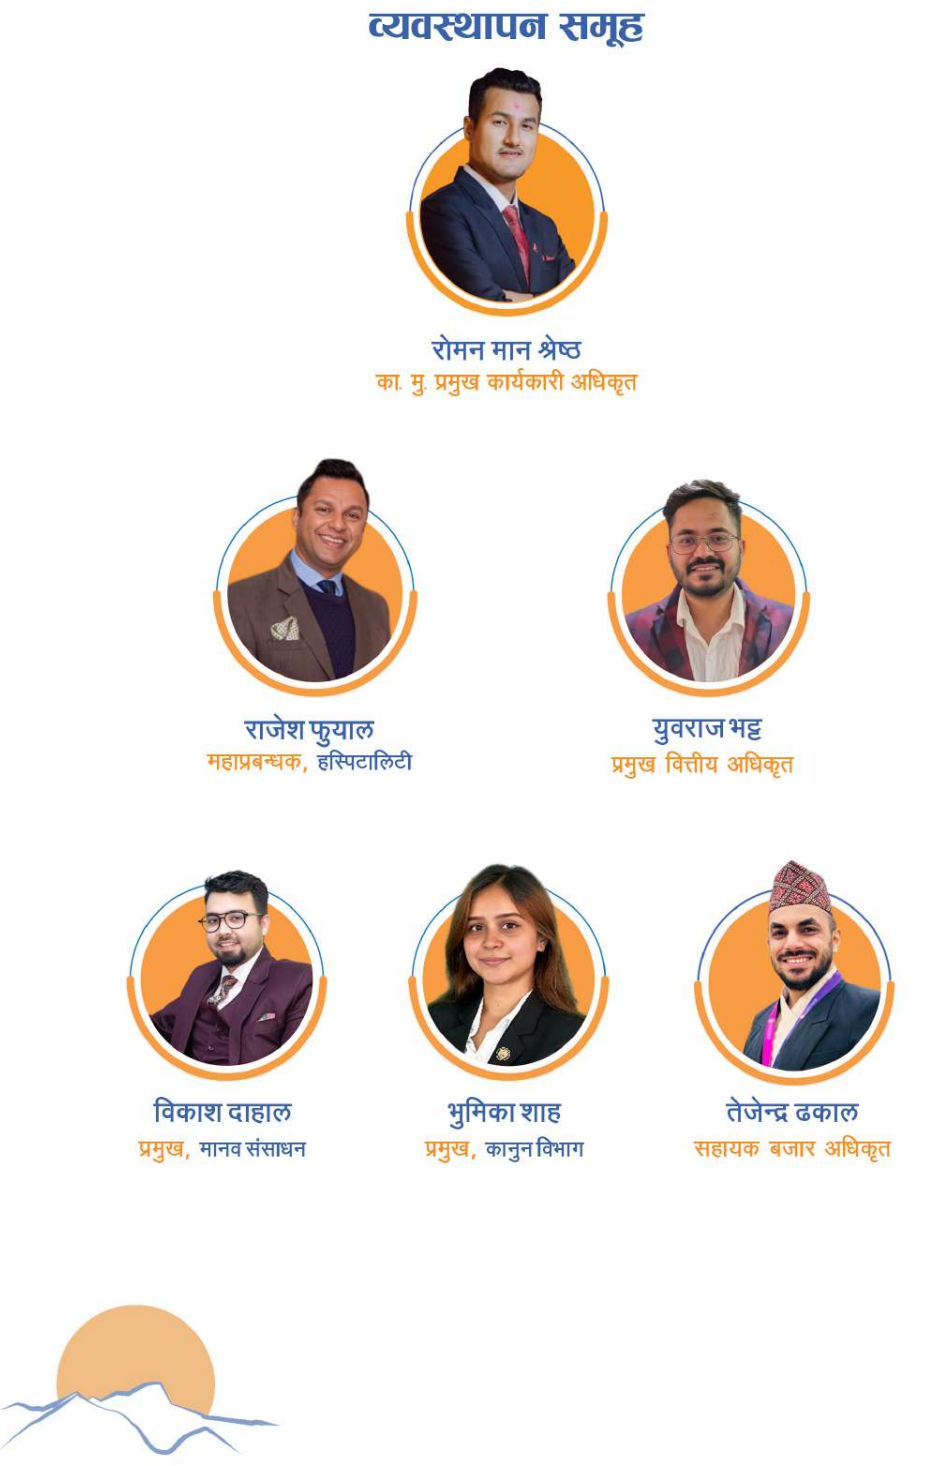 व्यवस्थापन समूह
रोमन मान श्रेष्ठ
का. मु. प्रमुख कार्यकारी अधिकृत
राजेश फुयाल
महाप्रबन्धक, हस्पिटालिटी
युवराज भट्ट
प्रमुख वित्तीय अधिकृत
विकाश दाहाल
प्रमुख, मानव संसाधन
भुमिका शाह
प्रमुख, कानुन विभाग
तेजेन्द्र ढकाल
सहायक बजार अधिकृत